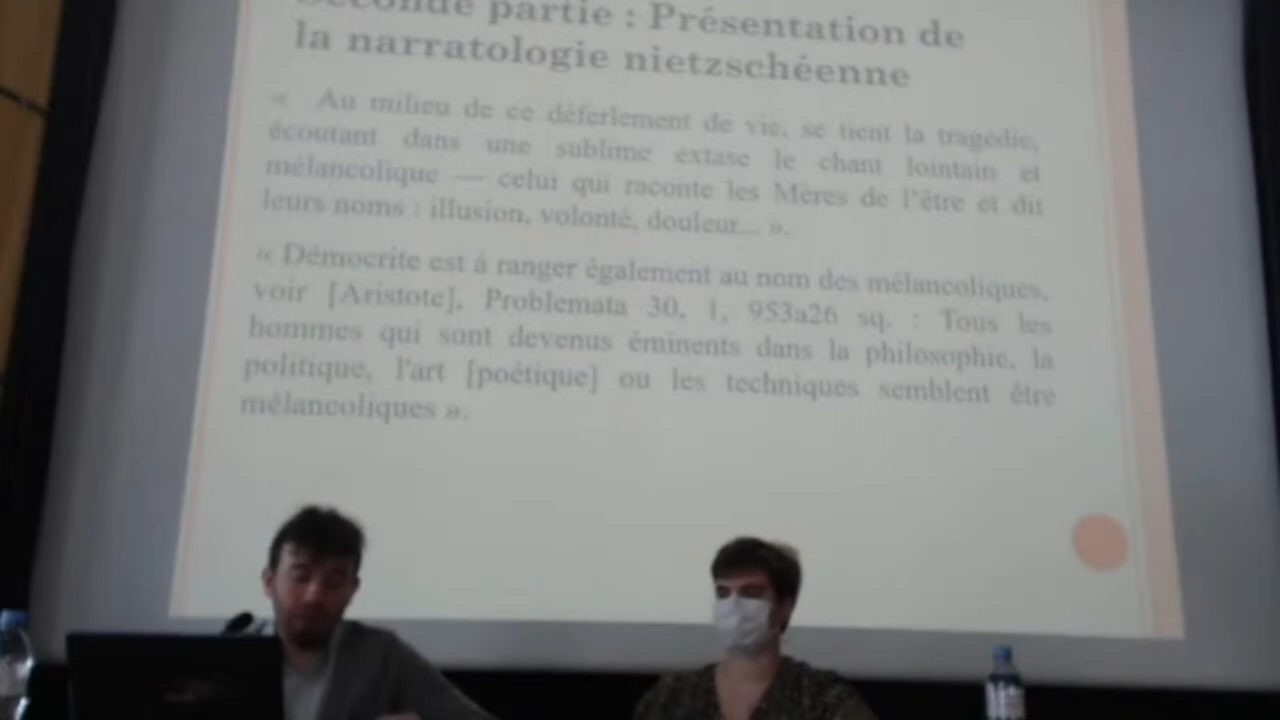 Seconde partie : Présentation de
la narratologie nietzschéenne
« Au milieu de ce déferlement de vie, se tient la tragédie,
écoutant dans une sublime extase le chant lointain et
mélancolique — celui qui raconte les Mères de l'être et dit
leurs noms : illusion, volonté, douleur... ».
« Démocrite est à ranger également au nom des mélancoliques,
voir [Aristote], Problemata 30, 1, 953a26 sq. : Tous les
hommes qui sont devenus éminents dans la philosophie, la
politique, l'art [poétique] ou les techniques semblent être
mélancoliques ».